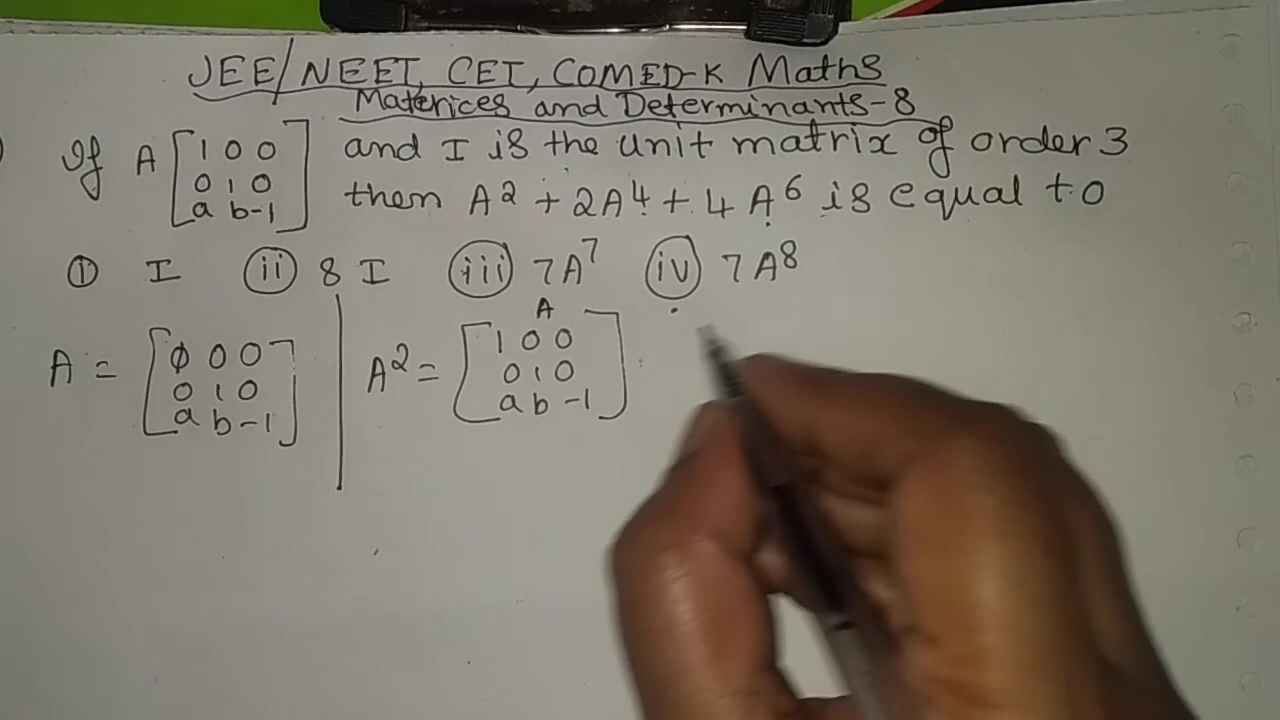 JEE/NEET, CET, COMED-K Maths
Materices and Determinants-8
If A [1 0 0 and I is the unit matrix of order 3
0 1 0
a b -1] then A² + 2A⁴ + 4A⁶ is equal to
① I ⓘⓘ 8 I ⓘⓘⓘ 7A⁷ ⓘⓥ 7A⁸
A
A = [0 0 0
0 1 0
a b -1]
A² = [1 0 0
0 1 0
a b -1]